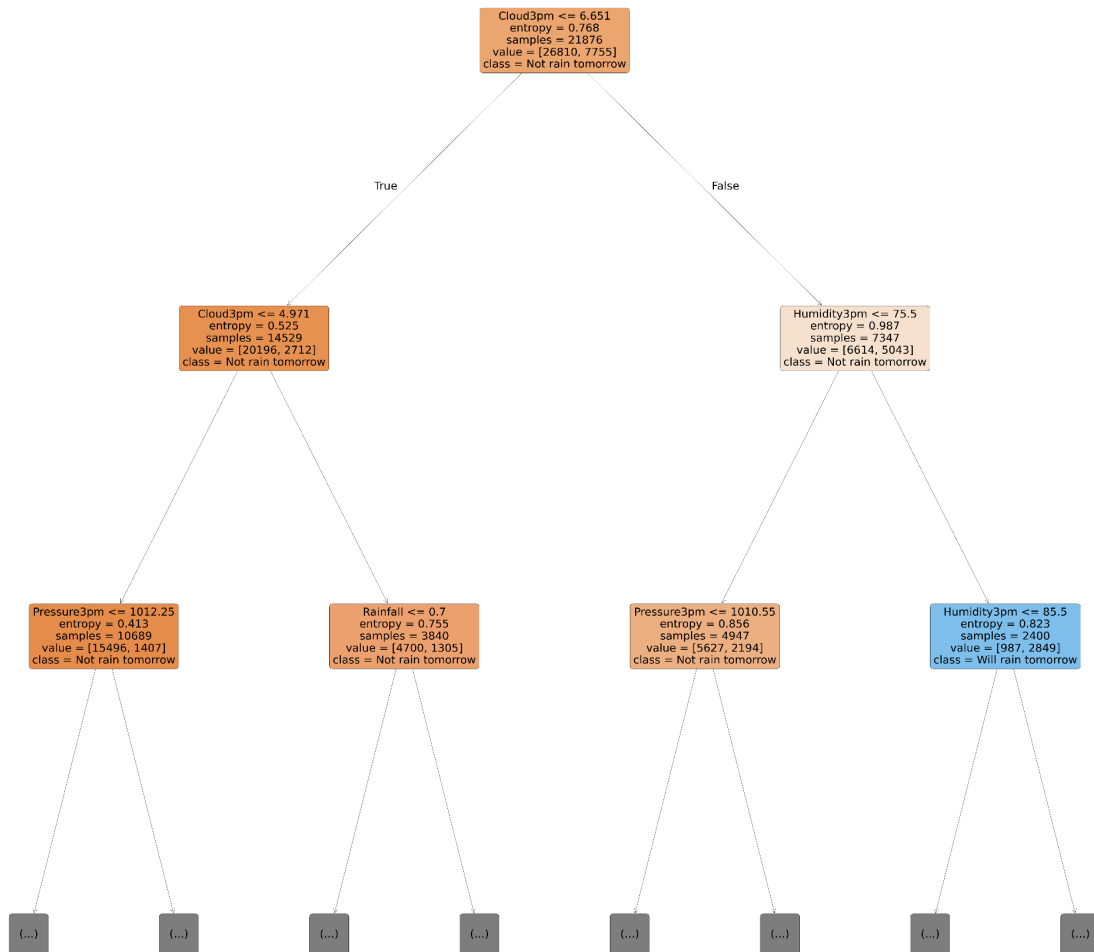 Cloud3pm <= 6.651
entropy = 0.768
samples = 21876
value = [26810, 7755]
class = Not rain tomorrow
True
False
Cloud3pm <= 4.971
entropy = 0.525
samples = 14529
value = [20196, 2712]
class = Not rain tomorrow
Humidity3pm <= 75.5
entropy = 0.987
samples = 7347
value = [6614, 5043]
class = Not rain tomorrow
Pressure3pm <= 1012.25
entropy = 0.413
samples = 10689
value = [15496, 1407]
class = Not rain tomorrow
Rainfall <= 0.7
entropy = 0.755
samples = 3840
value = [4700, 1305]
class = Not rain tomorrow
Pressure3pm <= 1010.55
entropy = 0.856
samples = 4947
value = [5627, 2194]
class = Not rain tomorrow
Humidity3pm <= 85.5
entropy = 0.823
samples = 2400
value = [987, 2849]
class = Will rain tomorrow
(...)
(...)
(...)
(...)
(...)
(...)
(...)
(...)